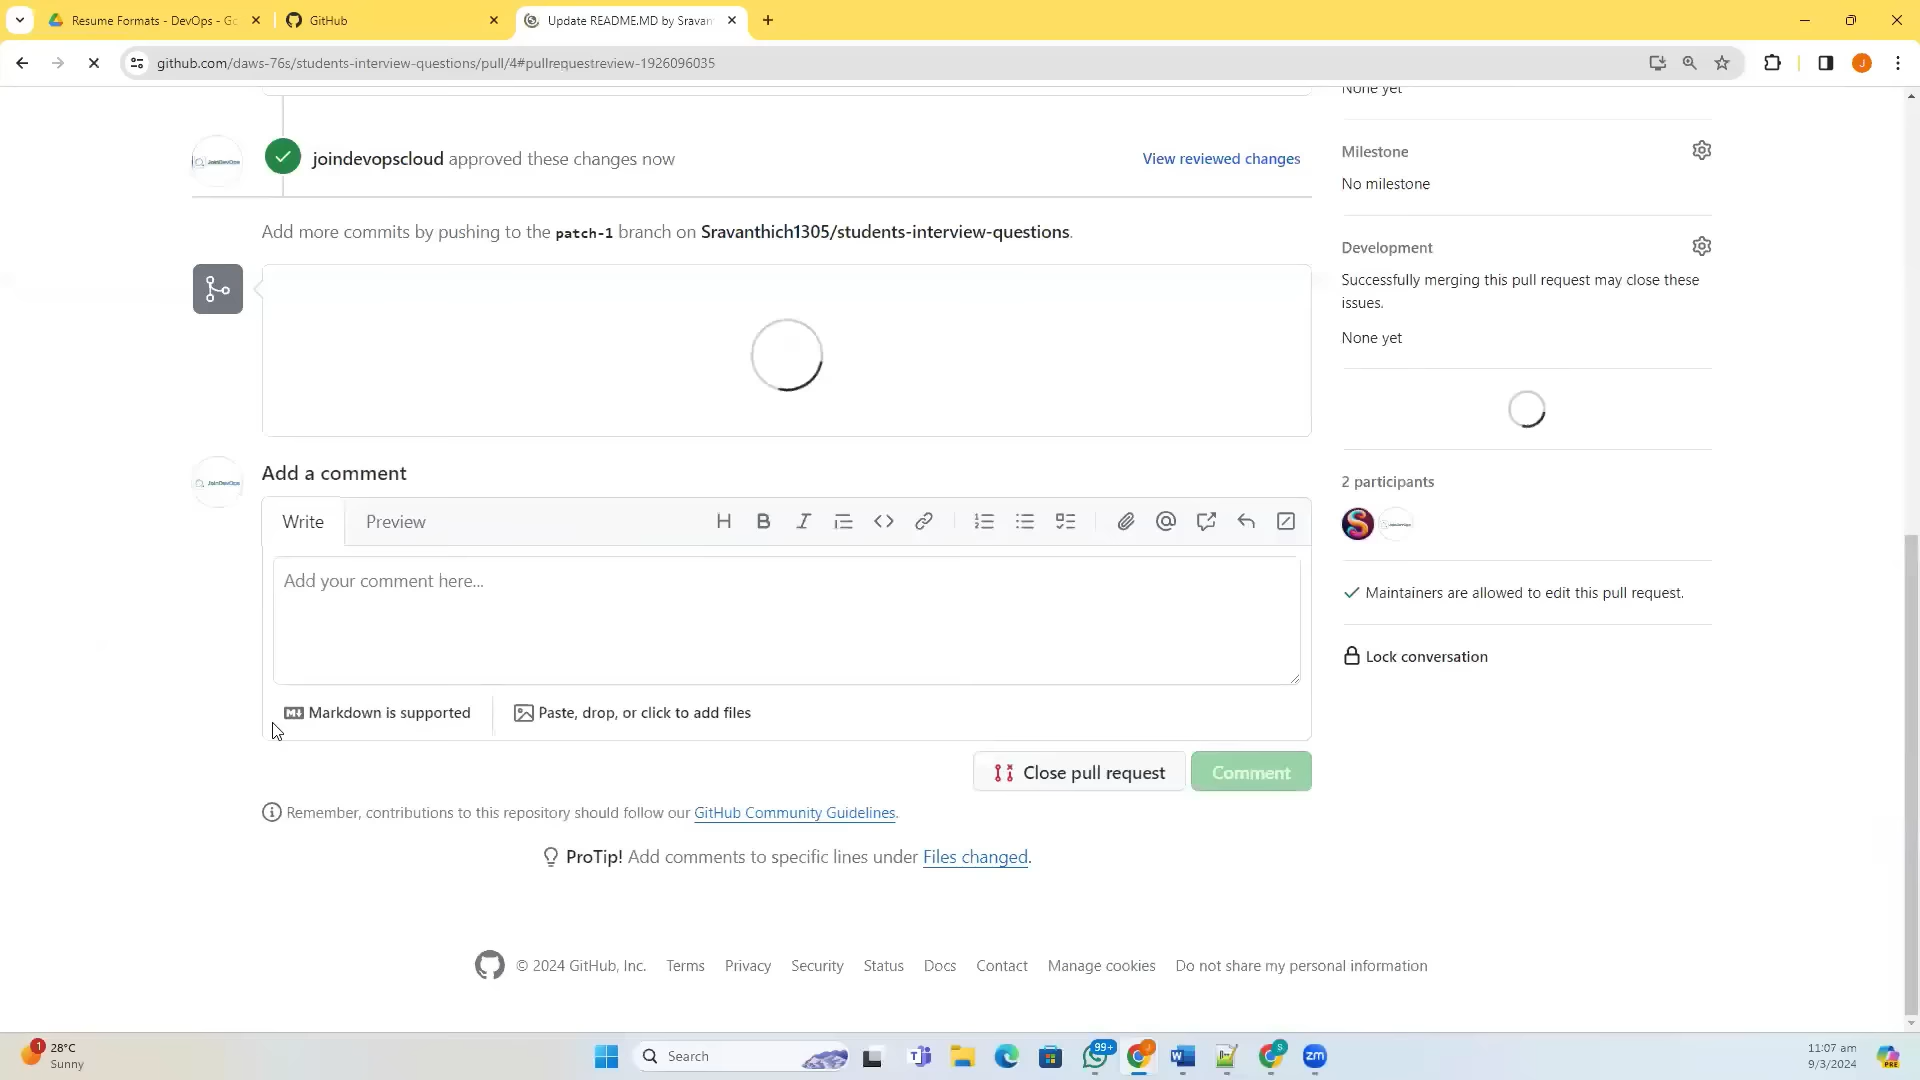 Resume Formats - DevOps - Go
GitHub
Update README.MD by Sravan
github.com/daws-76s/students-interview-questions/pull/4#pullrequestreview-1926096035
J
None yet
JoinDevOps
joindevopscloud approved these changes now
View reviewed changes
Milestone
No milestone
Add more commits by pushing to the patch-1 branch on Sravanthich1305/students-interview-questions.
Development
Successfully merging this pull request may close these
issues.
None yet
JoinDevOps
Add a comment
2 participants
Write
Preview
Add your comment here...
Maintainers are allowed to edit this pull request.
Lock conversation
Markdown is supported
Paste, drop, or click to add files
Close pull request
Comment
Remember, contributions to this repository should follow our GitHub Community Guidelines.
ProTip! Add comments to specific lines under Files changed.
© 2024 GitHub, Inc.
Terms
Privacy
Security
Status
Docs
Contact
Manage cookies
Do not share my personal information
1
28°C
Sunny
Search
99+
zm
11:07 am
9/3/2024